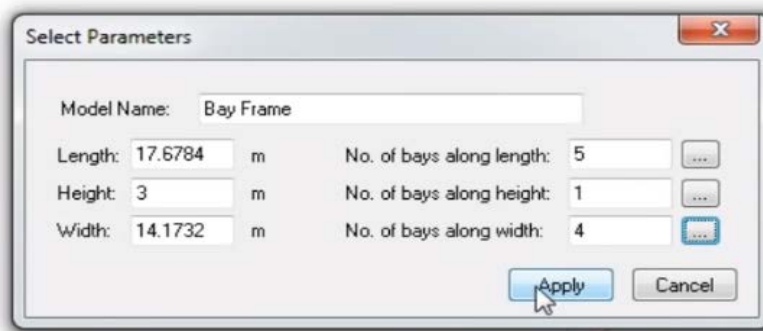 Select Parameters
Model Name: Bay Frame
Length: 17.6784 m No. of bays along length: 5 ...
Height: 3 m No. of bays along height: 1 ...
Width: 14.1732 m No. of bays along width: 4 ...
Apply Cancel